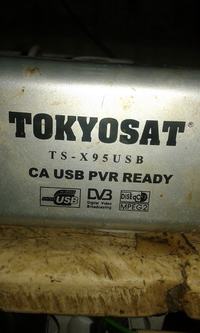 TOKYOSAT®
TS-X95USB
CA USB PVR READY
USB
DVB
Digital Video
Broadcasting
DiSEqC
MPEG2